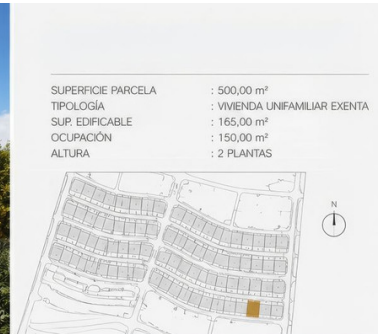 SUPERFICIE PARCELA : 500,00 m²
TIPOLOGÍA : VIVIENDA UNIFAMILIAR EXENTA
SUP. EDIFICABLE : 165,00 m²
OCUPACIÓN : 150,00 m²
ALTURA : 2 PLANTAS
N